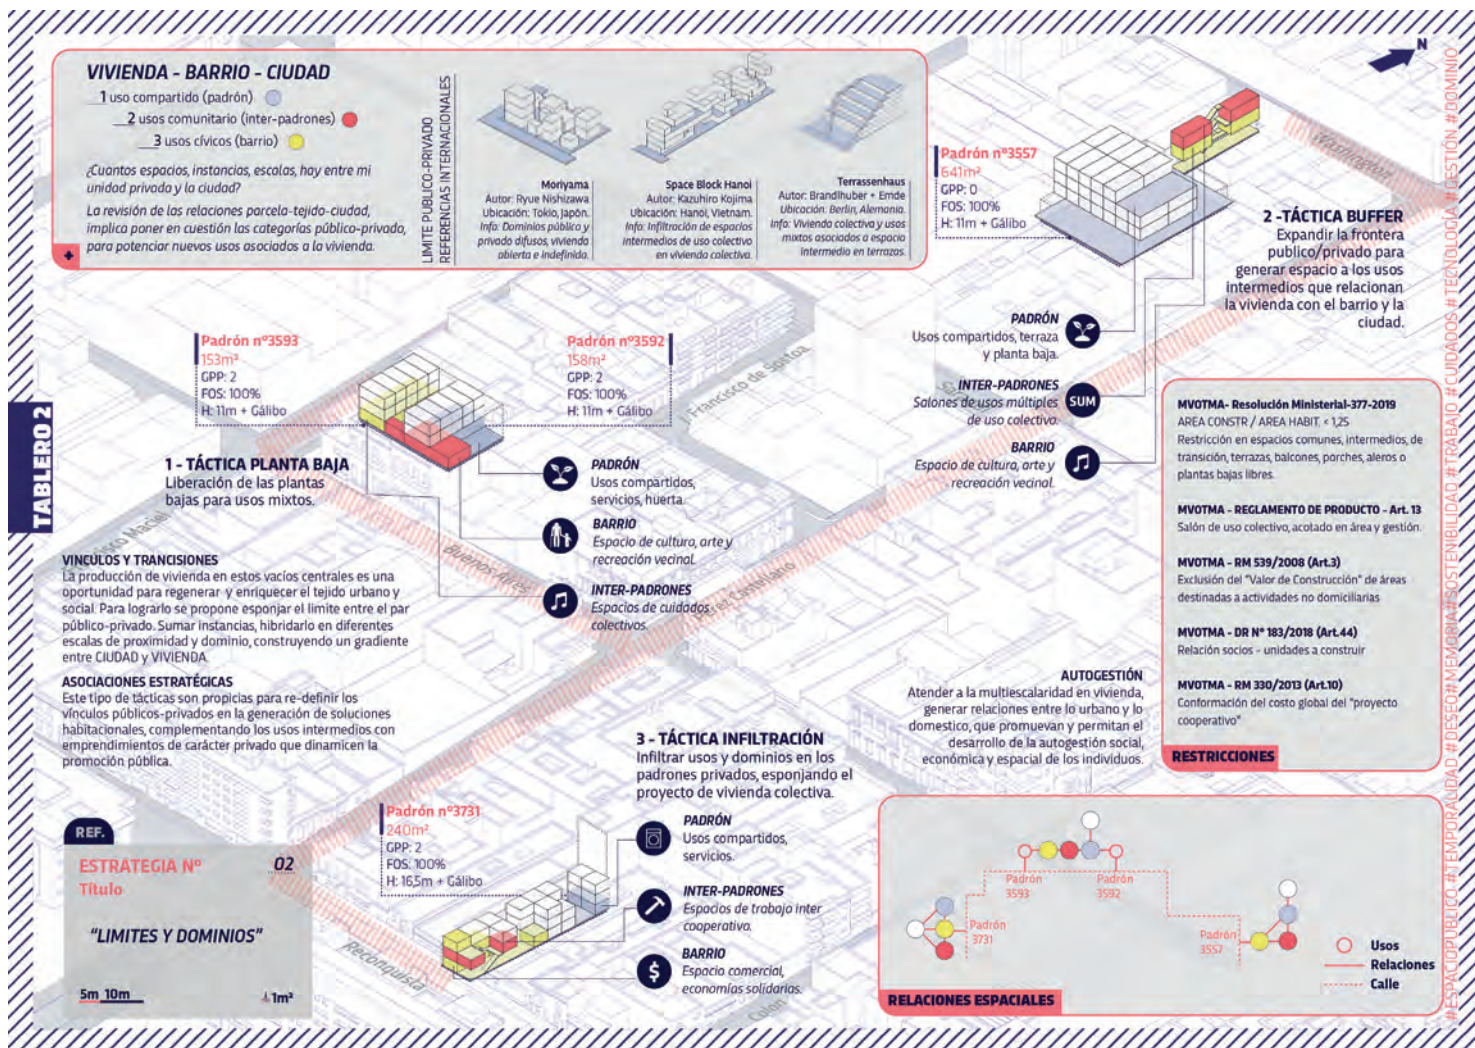 VIVIENDA - BARRIO - CIUDAD
1 uso compartido (padrón)
2 usos comunitario (inter-padrones)
3 usos cívicos (barrio)
¿Cuantos espacios, instancias, escalas, hay entre mi
unidad privada y la ciudad?
La revisión de las relaciones parcela-tejido-ciudad,
implica poner en cuestión las categorías público-privado,
para potenciar nuevos usos asociados a la vivienda.
+
LIMITE PÚBLICO-PRIVADO
REFERENCIAS INTERNACIONALES
Moriyama
Autor: Ryue Nishizawa
Ubicación: Tokio, Japón.
Info: Dominios público y
privado difusos, vivienda
abierta e indefinida.
Space Block Hanoi
Autor: Kazuhiro Kojima
Ubicación: Hanoi, Vietnam.
Info: Infiltración de espacios
intermedios de uso colectivo
en vivienda colectiva.
Terrassenhaus
Autor: Brandlhuber + Emde
Ubicación: Berlin, Alemania.
Info: Vivienda colectiva y usos
mixtos asociados a espacio
intermedio en terrazas.
N
Washington
Padrón nº3557
641m²
GPP: 0
FOS: 100%
H: 11m + Gálibo
2 -TÁCTICA BUFFER
Expandir la frontera
publico/privado para
generar espacio a los usos
intermedios que relacionan
la vivienda con el barrio y la
ciudad.
PADRÓN
Usos compartidos, terraza
y planta baja.
INTER-PADRONES
Salones de usos múltiples
de uso colectivo.
SUM
BARRIO
Espacio de cultura, arte y
recreación vecinal.
TABLERO 2
Padrón nº3593
153m²
GPP: 2
FOS: 100%
H: 11m + Gálibo
Padrón nº3592
158m²
GPP: 2
FOS: 100%
H: 11m + Gálibo
1 - TÁCTICA PLANTA BAJA
Liberación de las plantas
bajas para usos mixtos.
PADRÓN
Usos compartidos,
servicios, huerta.
BARRIO
Espacio de cultura, arte y
recreación vecinal.
INTER-PADRONES
Espacios de cuidados
colectivos.
Maciel
Buenos Aires
Francisco de
Pérez Castellano
VINCULOS Y TRANCISIONES
La producción de vivienda en estos vacíos centrales es una
oportunidad para regenerar y enriquecer el tejido urbano y
social. Para lograrlo se propone esponjar el limite entre el par
público-privado. Sumar instancias, hibridarlo en diferentes
escalas de proximidad y dominio, construyendo un gradiente
entre CIUDAD y VIVIENDA.
ASOCIACIONES ESTRATÉGICAS
Este tipo de tácticas son propicias para re-definir los
vínculos públicos-privados en la generación de soluciones
habitacionales, complementando los usos intermedios con
emprendimientos de carácter privado que dinamicen la
promoción pública.
MVOTMA- Resolución Ministerial-377-2019
AREA CONSTR / AREA HABIT. < 1,25
Restricción en espacios comunes, intermedios, de
transición, terrazas, balcones, porches, aleros o
plantas bajas libres.
MVOTMA - REGLAMENTO DE PRODUCTO - Art. 13
Salón de uso colectivo, acotado en área y gestión.
MVOTMA - RM 539/2008 (Art.3)
Exclusión del "Valor de Construcción" de áreas
destinadas a actividades no domiciliarias
MVOTMA - DR Nº 183/2018 (Art.44)
Relación socios - unidades a construir
MVOTMA - RM 330/2013 (Art.10)
Conformación del costo global del "proyecto
cooperativo"
RESTRICCIONES
AUTOGESTIÓN
Atender a la multiescalaridad en vivienda,
generar relaciones entre lo urbano y lo
domestico, que promuevan y permitan el
desarrollo de la autogestión social,
económica y espacial de los individuos.
3 - TÁCTICA INFILTRACIÓN
Infiltrar usos y dominios en los
padrones privados, esponjando el
proyecto de vivienda colectiva.
Padrón nº3731
240m²
GPP: 2
FOS: 100%
H: 16,5m + Gálibo
PADRÓN
Usos compartidos,
servicios.
INTER-PADRONES
Espacios de trabajo inter
cooperativa.
BARRIO
Espacio comercial,
economías solidarias.
$
Reconquista
Colon
REF.
ESTRATEGIA Nº 02
Título
"LIMITES Y DOMINIOS"
5m 10m
1m²
Padrón
3593
Padrón
3592
Padrón
3731
Padrón
3557
Usos
Relaciones
Calle
RELACIONES ESPACIALES
#ESPACIOPUBLICO #TEMPORALIDAD #DESEO#MEMORIA#SOSTENIBILIDAD #TRABAJO #CUIDADOS #TECNOLOGIA #GESTIÓN #DOMINIO